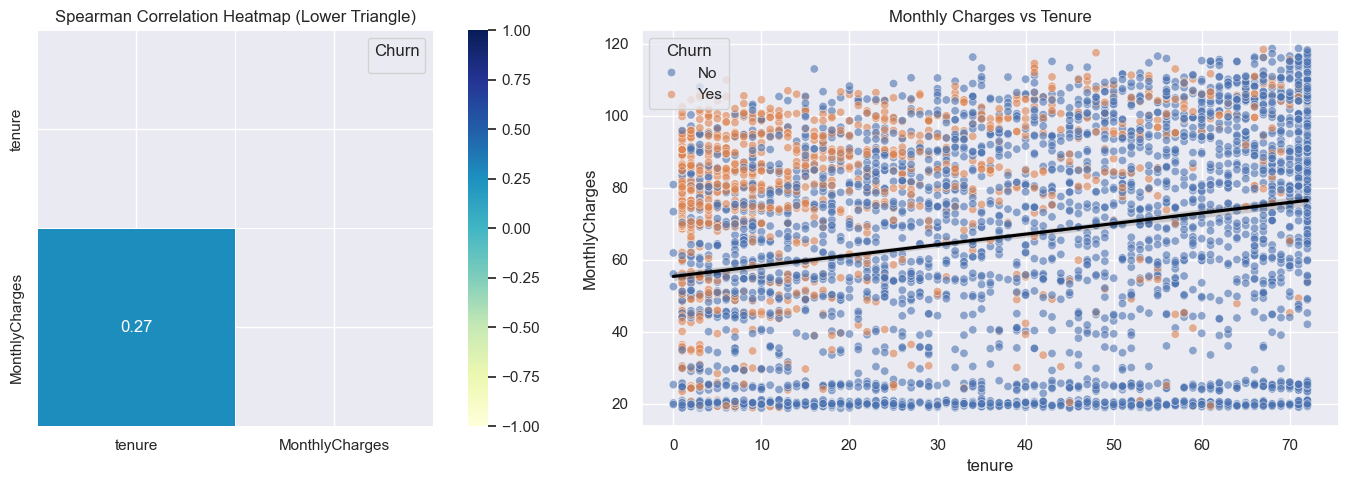 Spearman Correlation Heatmap (Lower Triangle)
Churn
tenure
MonthlyCharges
0.27
tenure
MonthlyCharges
1.00
0.75
0.50
0.25
0.00
−0.25
−0.50
−0.75
−1.00
Monthly Charges vs Tenure
Churn
No
Yes
MonthlyCharges
120
100
80
60
40
20
0 10 20 30 40 50 60 70
tenure